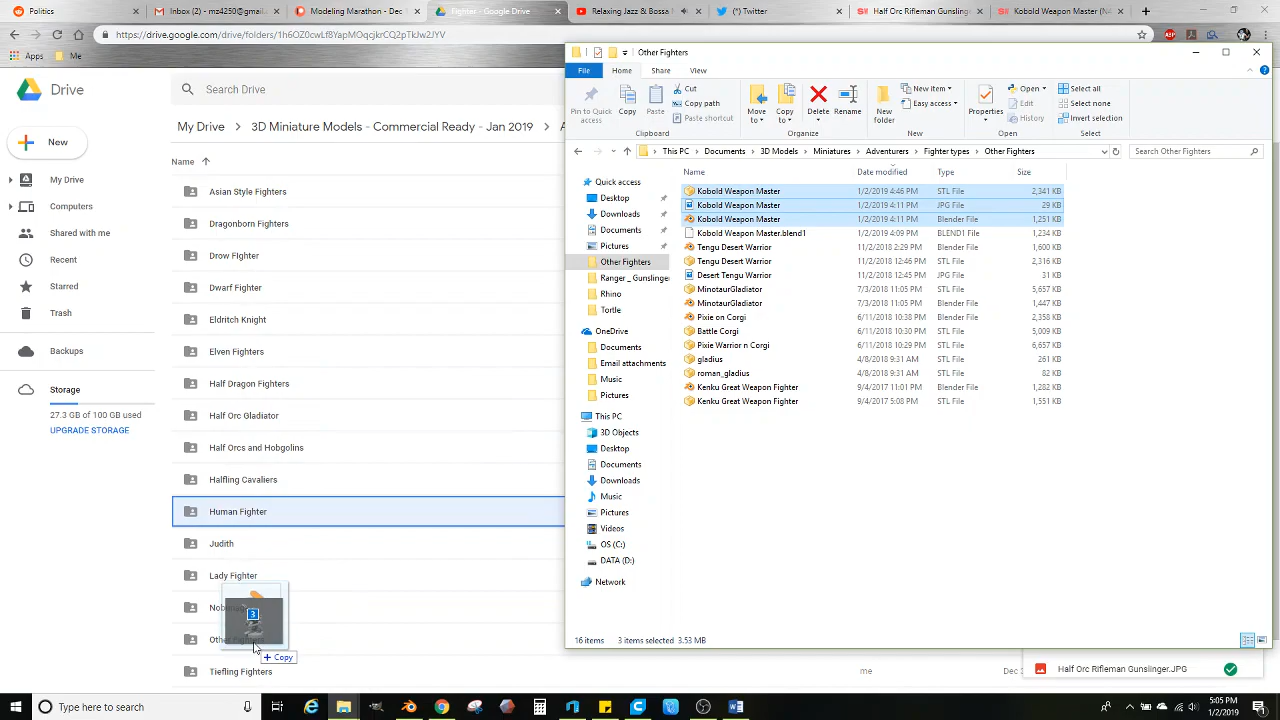 Politics
Inbox (2) - m4250@gmail.com
Modeling Marathon - Dec
Fighter - Google Drive
Relaxing Jazz & Bossa
(*) Twitter
Half Orc Rifleman Gunslinger
Kobold Weapon Master (N
https://drive.google.com/drive/folders/1h6OZ0cwLf8YapMOqqjkrCQ2pTkJw2JYV
Apps
Me
Drive
Search Drive
New
My Drive
Computers
Shared with me
Recent
Starred
Trash
Backups
Storage
27.3 GB of 100 GB used
UPGRADE STORAGE
My Drive > 3D Miniature Models - Commercial Ready - Jan 2019 >
Name
Asian Style Fighters
Dragonborn Fighters
Drow FIghter
Dwarf Fighter
Eldritch Knight
Elven Fighters
Half Dragon Fighters
Half Orc Gladiator
Half Orcs and Hobgolins
Halfling Cavaliers
Human Fighter
Judith
Lady Fighter
Other
Tiefling Fighters
me
Dec
3
+ Copy
Other Fighters
File
Home
Share
View
Pin to Quick access
Copy
Paste
Cut
Copy path
Paste shortcut
Clipboard
Move to
Copy to
Delete
Rename
Organize
New folder
New item
Easy access
New
Properties
Open
Edit
History
Open
Select all
Select none
Invert selection
Select
This PC > Documents > 3D Models > Miniatures > Adventurers > Fighter types > Other Fighters
Search Other Fighters
Quick access
Desktop
Downloads
Documents
Pictures
Other Fighters
Ranger _ Gunslinge
Rhino
Tortle
OneDrive
Documents
Email attachments
Music
Pictures
This PC
3D Objects
Desktop
Documents
Downloads
Music
Pictures
Videos
OS (C:)
DATA (D:)
Network
Name Date modified Type Size
Kobold Weapon Master 1/2/2019 4:46 PM STL File 2,341 KB
Kobold Weapon Master 1/2/2019 4:11 PM JPG File 29 KB
Kobold Weapon Master 1/2/2019 4:11 PM Blender File 1,251 KB
Kobold Weapon Master.blend1 1/2/2019 4:09 PM BLEND1 File 1,234 KB
Tengu Desert Warrior 11/2/2018 2:29 PM Blender File 1,600 KB
Tengu Desert Warrior 11/2/2018 12:46 PM STL File 2,316 KB
Desert Tengu Warrior 11/2/2018 12:45 PM JPG File 31 KB
MinotaurGladiator 7/3/2018 11:05 PM STL File 5,657 KB
MinotaurGladiator 7/3/2018 11:05 PM Blender File 1,447 KB
Pixie on Corgi 6/11/2018 10:38 PM Blender File 2,358 KB
Battle Corgi 6/11/2018 10:30 PM STL File 5,009 KB
Pixie Warrior n Corgi 6/11/2018 10:29 PM STL File 6,657 KB
gladius 4/8/2018 9:31 AM STL File 261 KB
roman_gladius 4/8/2018 9:31 AM STL File 82 KB
Kenku Great Weapon Fighter 9/4/2017 11:01 PM Blender File 1,282 KB
Kenku Great Weapon Fighter 9/4/2017 5:08 PM STL File 1,551 KB
16 items 3 items selected 3.53 MB
Half Orc Rifleman Gunslinger.JPG
Type here to search
5:05 PM
1/2/2019